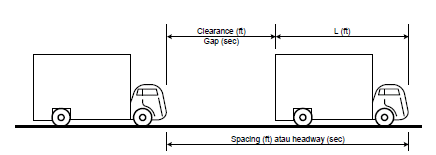 Clearance (ft)
Gap (sec)
L (ft)
Spacing (ft) atau headway (sec)